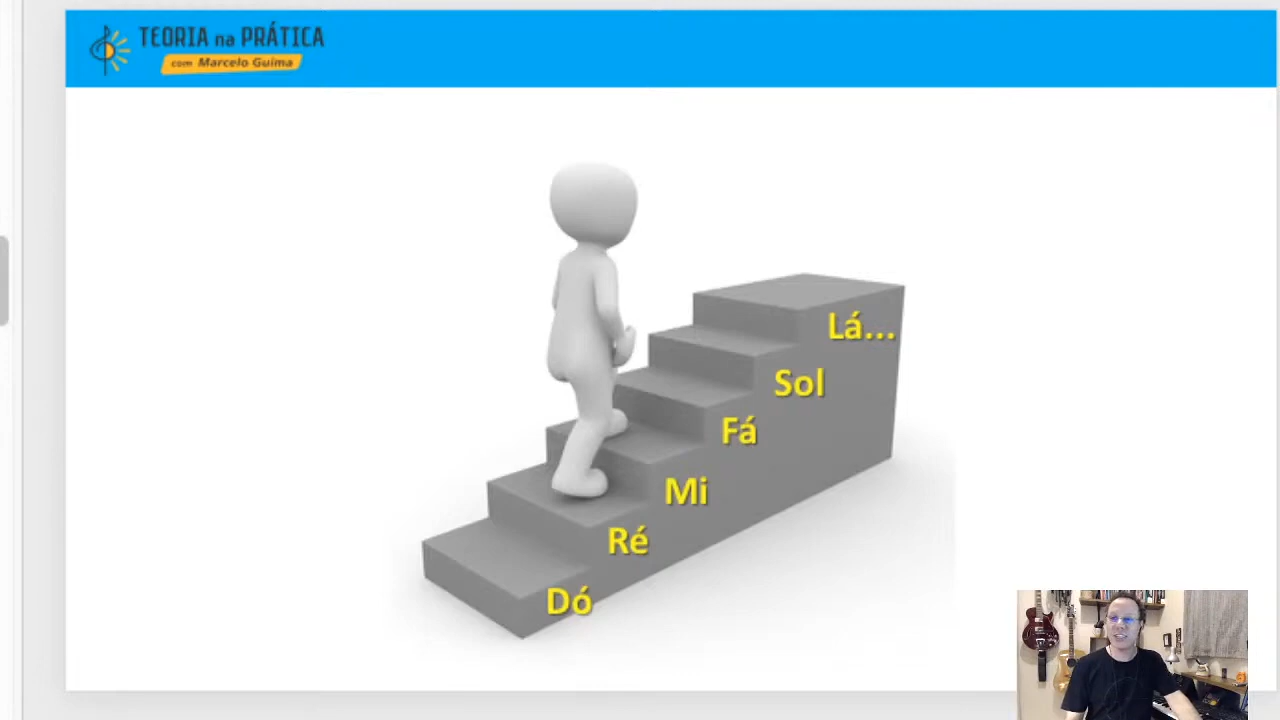 TEORIA na PRÁTICA
com Marcelo Guima
Lá...
Sol
Fá
Mi
Ré
Dó